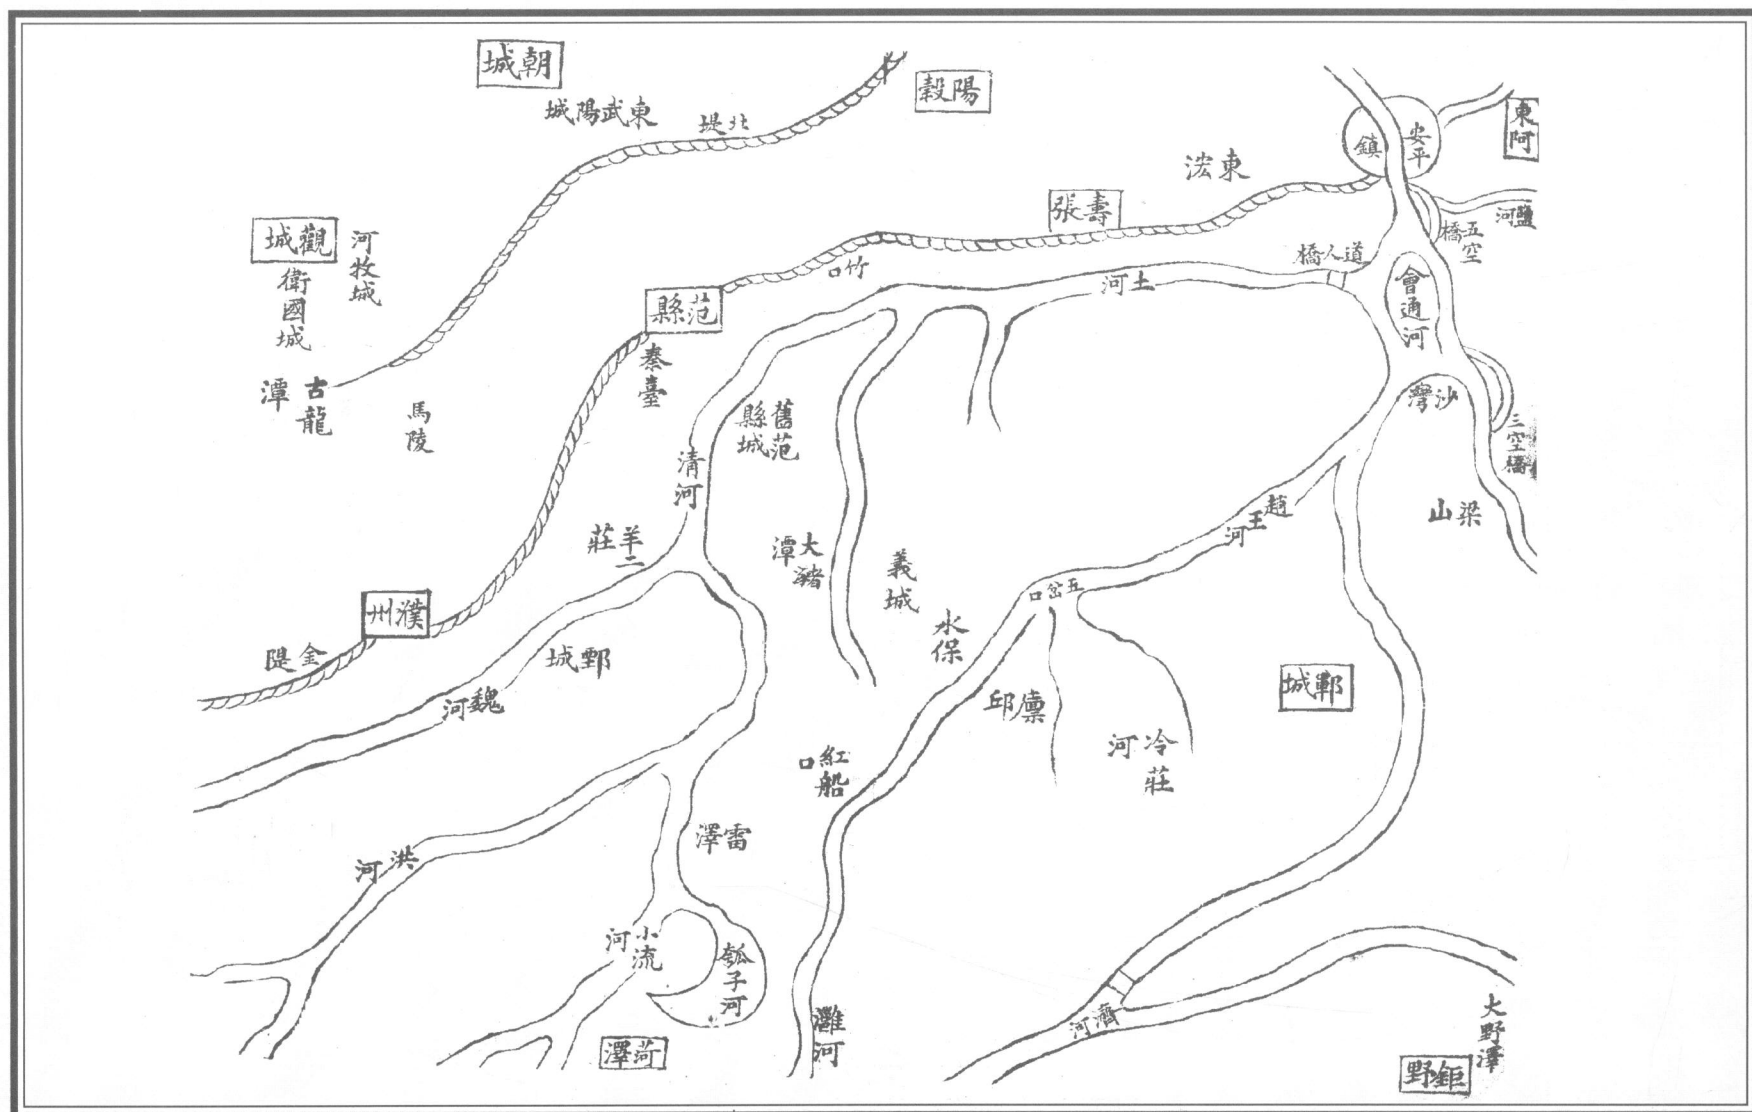 朝城
東武陽城
北堤
陽穀
安平鎮
東阿
東浤
壽張
鹽河
五空橋
道人橋
會通河
觀城
河牧城
衛國城
古龍潭
馬陵
范縣
竹口
土河
秦臺
舊范縣城
清河
沙灣
三空橋
梁山
趙王河
羊二莊
義城
五岔口
濮州
金隄
鄄城
魏河
水保
廩邱
鄆城
冷莊河
紅船口
雷澤
洪河
小流河
瓠子河
灉河
濟河
菏澤
大野澤
鉅野